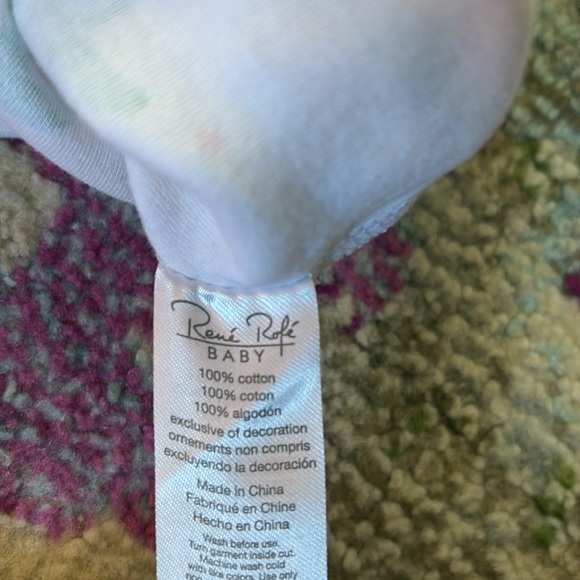 René Rofé
BABY
100% cotton
100% coton
100% algodón
exclusive of decoration
ornements non compris
excluyendo la decoración
Made in China
Fabriqué en Chine
Hecho en China
Wash before use.
Turn garment inside out.
Machine wash cold
with like colors. Use only
non